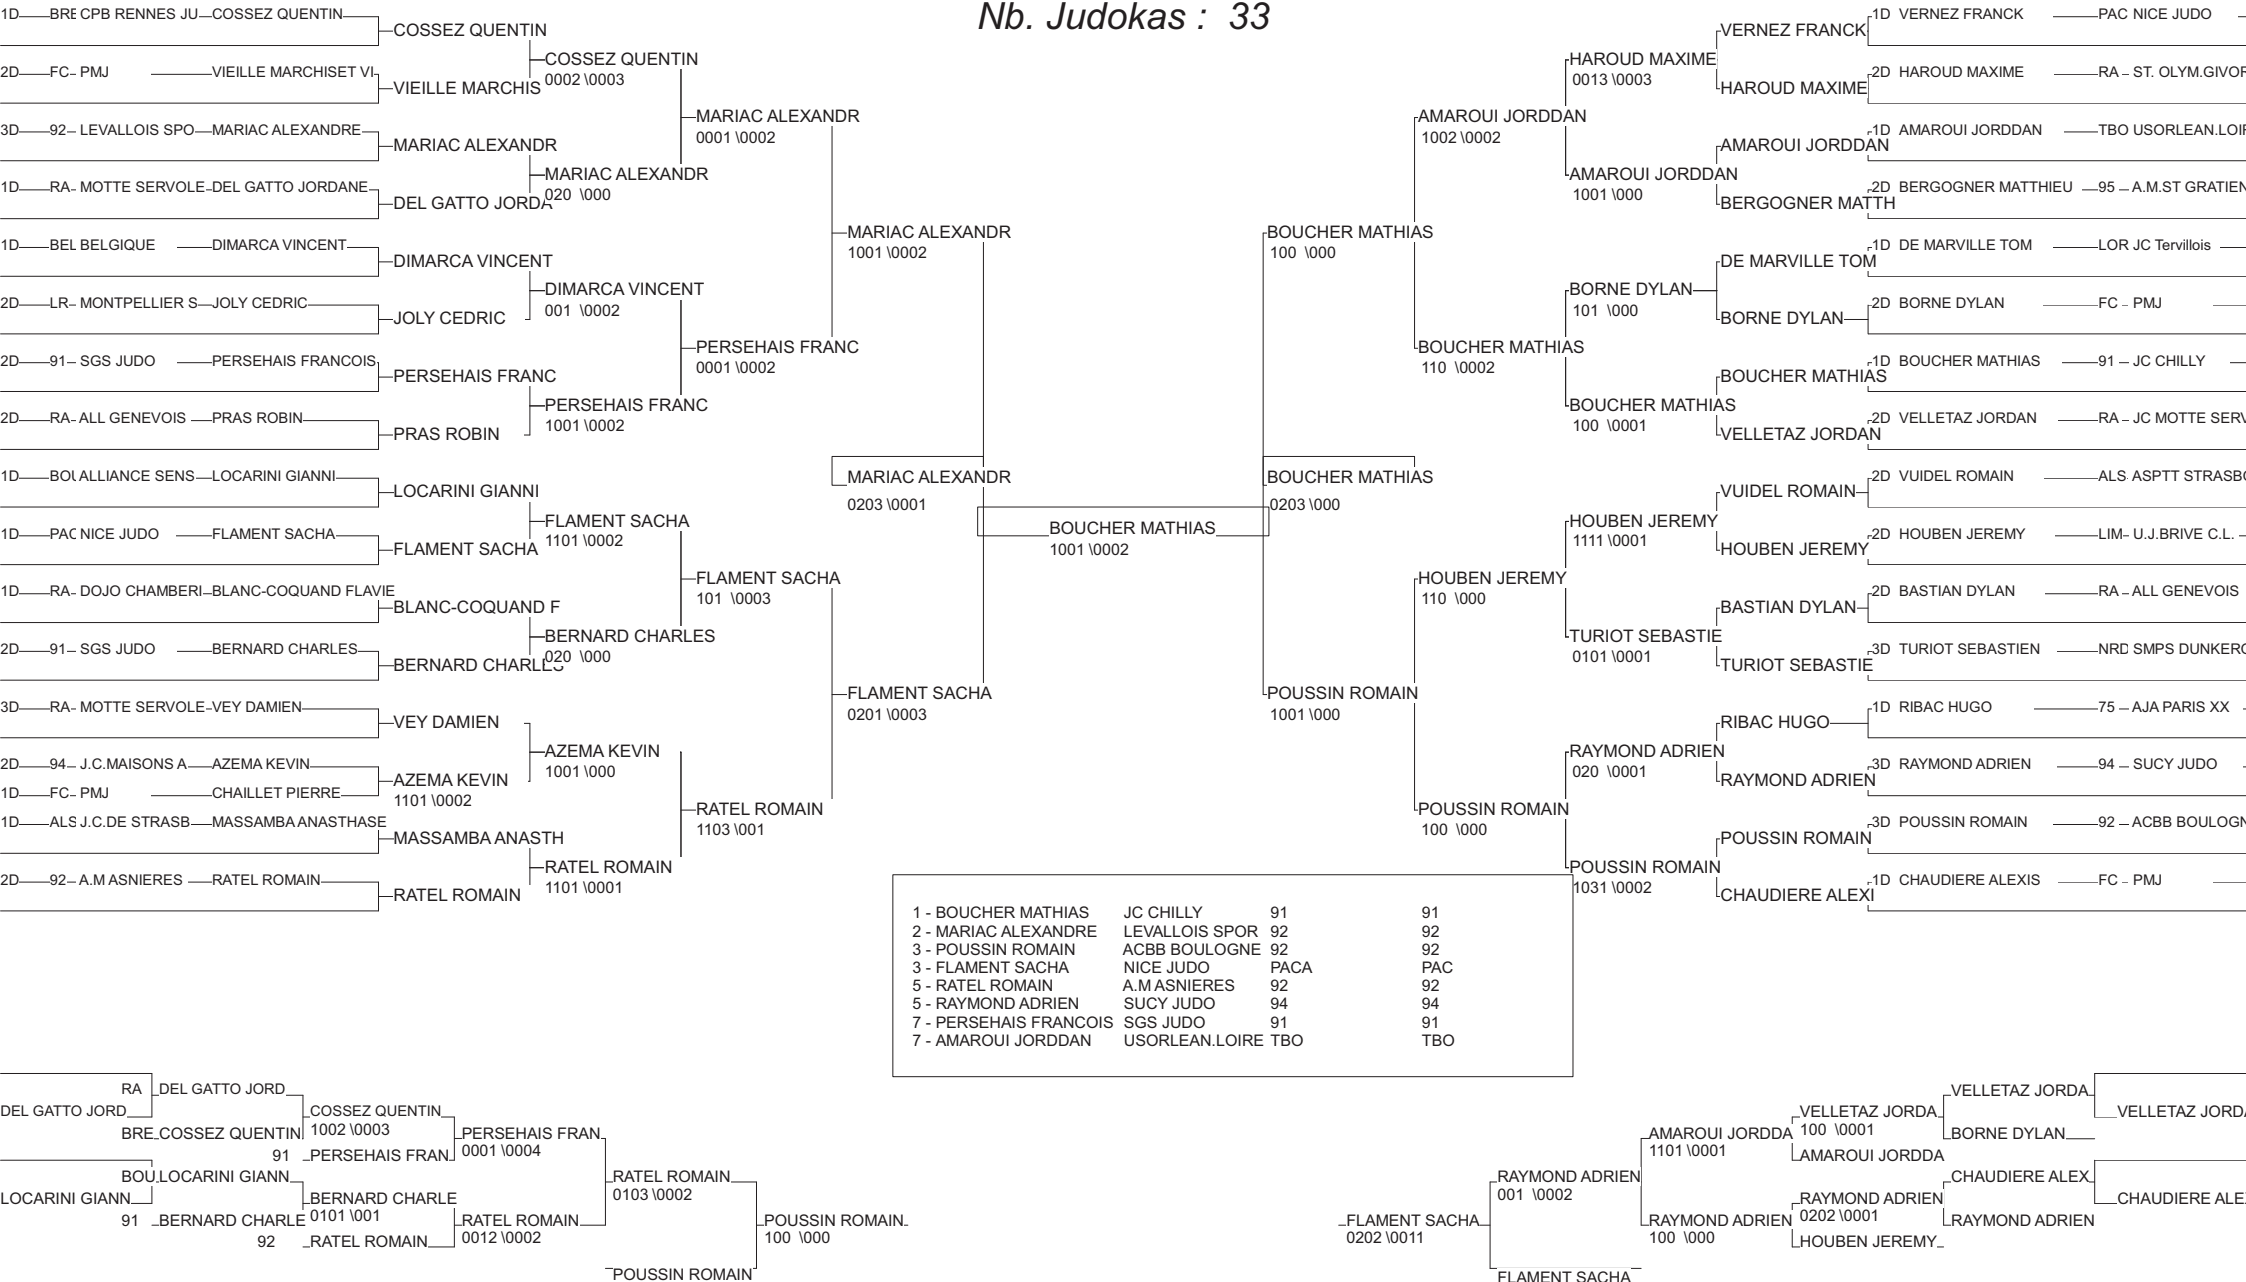 Nb. Judokas : 33
1D BRE CPB RENNES JU COSSEZ QUENTIN
2D FC PMJ VIEILLE MARCHISET VI
3D 92 LEVALLOIS SPO MARIAC ALEXANDRE
1D RA MOTTE SERVOLE DEL GATTO JORDANE
1D BEL BELGIQUE DIMARCA VINCENT
2D LR MONTPELLIER S JOLY CEDRIC
2D 91 SGS JUDO PERSEHAIS FRANCOIS
2D RA ALL GENEVOIS PRAS ROBIN
1D BOU ALLIANCE SENS LOCARINI GIANNI
1D PAC NICE JUDO FLAMENT SACHA
1D RA DOJO CHAMBERI BLANC-COQUAND FLAVIE
2D 91 SGS JUDO BERNARD CHARLES
3D RA MOTTE SERVOLE VEY DAMIEN
2D 94 J.C.MAISONS A AZEMA KEVIN
1D FC PMJ CHAILLET PIERRE
1D ALS J.C.DE STRASB MASSAMBA ANASTHASE
2D 92 A.M ASNIERES RATEL ROMAIN
COSSEZ QUENTIN
VIEILLE MARCHIS
MARIAC ALEXANDR
DEL GATTO JORDA
DIMARCA VINCENT
JOLY CEDRIC
PERSEHAIS FRANC
PRAS ROBIN
LOCARINI GIANNI
FLAMENT SACHA
BLANC-COQUAND F
BERNARD CHARLES
VEY DAMIEN
AZEMA KEVIN
1101 \0002
MASSAMBA ANASTH
RATEL ROMAIN
COSSEZ QUENTIN
0002 \0003
MARIAC ALEXANDR
020 \000
DIMARCA VINCENT
001 \0002
PERSEHAIS FRANC
1001 \0002
FLAMENT SACHA
1101 \0002
BERNARD CHARLES
020 \000
AZEMA KEVIN
1001 \000
RATEL ROMAIN
1101 \0001
MARIAC ALEXANDR
0001 \0002
PERSEHAIS FRANC
0001 \0002
FLAMENT SACHA
101 \0003
RATEL ROMAIN
1103 \001
MARIAC ALEXANDR
1001 \0002
FLAMENT SACHA
0201 \0003
MARIAC ALEXANDR
0203 \0001
BOUCHER MATHIAS
1001 \0002
BOUCHER MATHIAS
0203 \000
BOUCHER MATHIAS
100 \000
POUSSIN ROMAIN
1001 \000
AMAROUI JORDDAN
1002 \0002
BOUCHER MATHIAS
110 \0002
HOUBEN JEREMY
110 \000
POUSSIN ROMAIN
100 \000
HAROUD MAXIME
0013 \0003
AMAROUI JORDDAN
1001 \000
BORNE DYLAN
101 \000
BOUCHER MATHIAS
100 \0001
HOUBEN JEREMY
1111 \0001
TURIOT SEBASTIE
0101 \0001
RAYMOND ADRIEN
020 \0001
POUSSIN ROMAIN
1031 \0002
VERNEZ FRANCK
HAROUD MAXIME
AMAROUI JORDDAN
BERGOGNER MATTH
DE MARVILLE TOM
BORNE DYLAN
BOUCHER MATHIAS
VELLETAZ JORDAN
VUIDEL ROMAIN
HOUBEN JEREMY
BASTIAN DYLAN
TURIOT SEBASTIE
RIBAC HUGO
RAYMOND ADRIEN
POUSSIN ROMAIN
CHAUDIERE ALEXI
1D VERNEZ FRANCK PAC NICE JUDO
2D HAROUD MAXIME RA ST. OLYM.GIVOR
1D AMAROUI JORDDAN TBO USORLEAN.LOIR
2D BERGOGNER MATTHIEU 95 A.M.ST GRATIEN
1D DE MARVILLE TOM LOR JC Tervillois
2D BORNE DYLAN FC PMJ
1D BOUCHER MATHIAS 91 JC CHILLY
2D VELLETAZ JORDAN RA JC MOTTE SERV
2D VUIDEL ROMAIN ALS ASPTT STRASBO
2D HOUBEN JEREMY LIM U.J.BRIVE C.L.
2D BASTIAN DYLAN RA ALL GENEVOIS
3D TURIOT SEBASTIEN NRD SMPS DUNKERQ
1D RIBAC HUGO 75 AJA PARIS XX
3D RAYMOND ADRIEN 94 SUCY JUDO
3D POUSSIN ROMAIN 92 ACBB BOULOGN
1D CHAUDIERE ALEXIS FC PMJ
1 - BOUCHER MATHIAS JC CHILLY 91 91
2 - MARIAC ALEXANDRE LEVALLOIS SPOR 92 92
3 - POUSSIN ROMAIN ACBB BOULOGNE 92 92
3 - FLAMENT SACHA NICE JUDO PACA PAC
5 - RATEL ROMAIN A.M ASNIERES 92 92
5 - RAYMOND ADRIEN SUCY JUDO 94 94
7 - PERSEHAIS FRANCOIS SGS JUDO 91 91
7 - AMAROUI JORDDAN USORLEAN.LOIRE TBO TBO
DEL GATTO JORD
LOCARINI GIANN
RA DEL GATTO JORD
BRE COSSEZ QUENTIN
BOU LOCARINI GIANN
91 BERNARD CHARLE
COSSEZ QUENTIN
1002 \0003
91 PERSEHAIS FRAN
BERNARD CHARLE
0101 \001
92 RATEL ROMAIN
PERSEHAIS FRAN
0001 \0004
RATEL ROMAIN
0012 \0002
RATEL ROMAIN
0103 \0002
POUSSIN ROMAIN
POUSSIN ROMAIN
100 \000
FLAMENT SACHA
0202 \0011
RAYMOND ADRIEN
001 \0002
FLAMENT SACHA
AMAROUI JORDDA
1101 \0001
RAYMOND ADRIEN
100 \000
VELLETAZ JORDA
100 \0001
AMAROUI JORDDA
RAYMOND ADRIEN
0202 \0001
HOUBEN JEREMY
VELLETAZ JORDA
BORNE DYLAN
CHAUDIERE ALEX
RAYMOND ADRIEN
VELLETAZ JORDA
CHAUDIERE ALEX